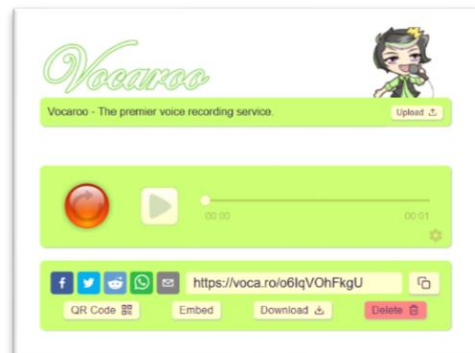 Vocaroo
Vocaroo - The premier voice recording service.
Upload
00:00
00:01
https://voca.ro/o6IqVOhFkgU
QR Code
Embed
Download
Delete